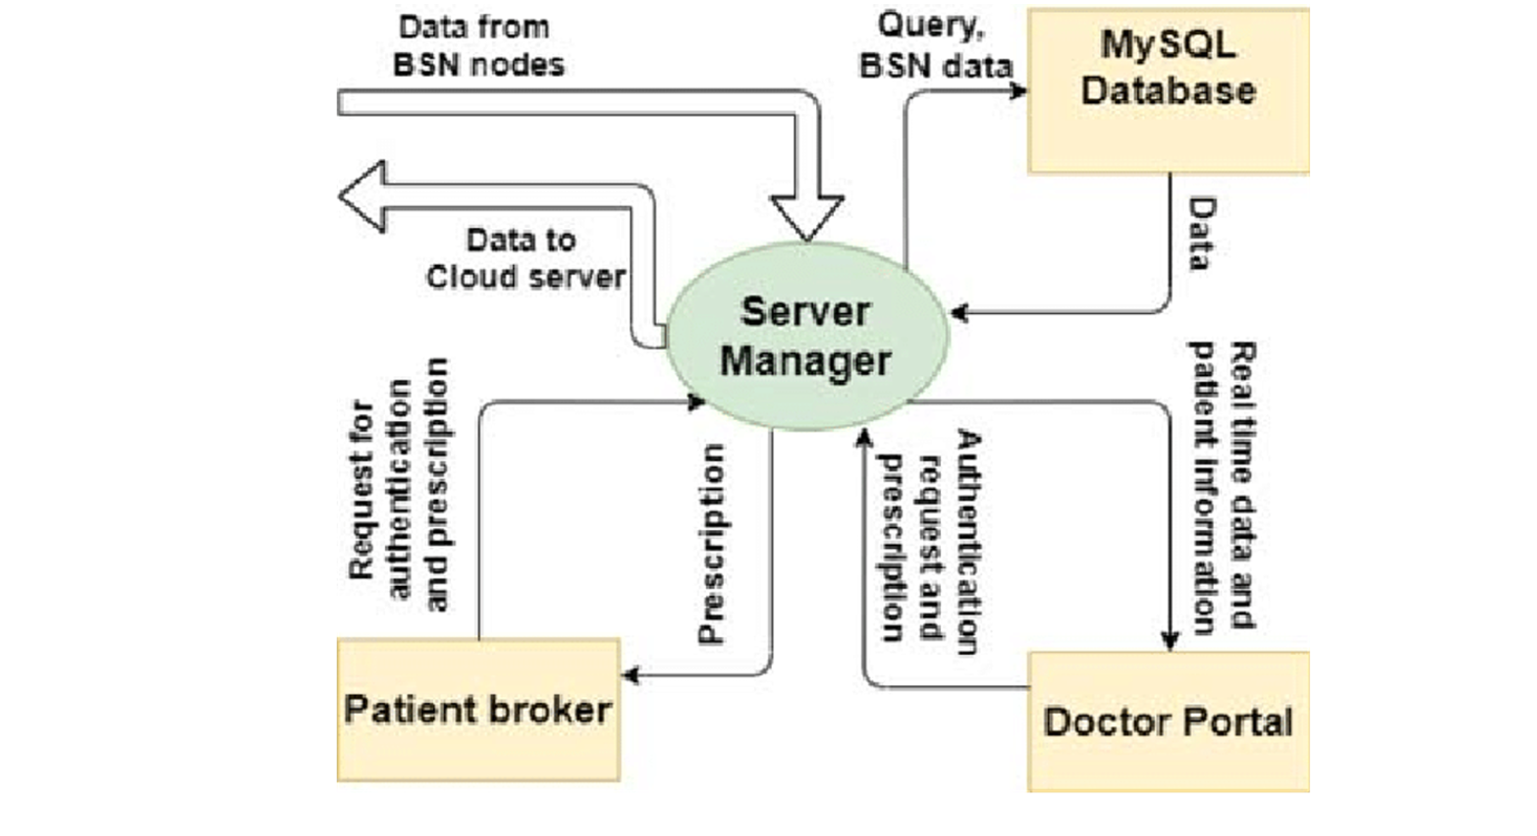 Data from
BSN nodes
Query,
BSN data
MySQL
Database
Data to
Cloud server
Data
Server
Manager
Request for
authentication
and prescription
Prescription
Authentication
request and
prescription
Real time data and
patient information
Patient broker
Doctor Portal